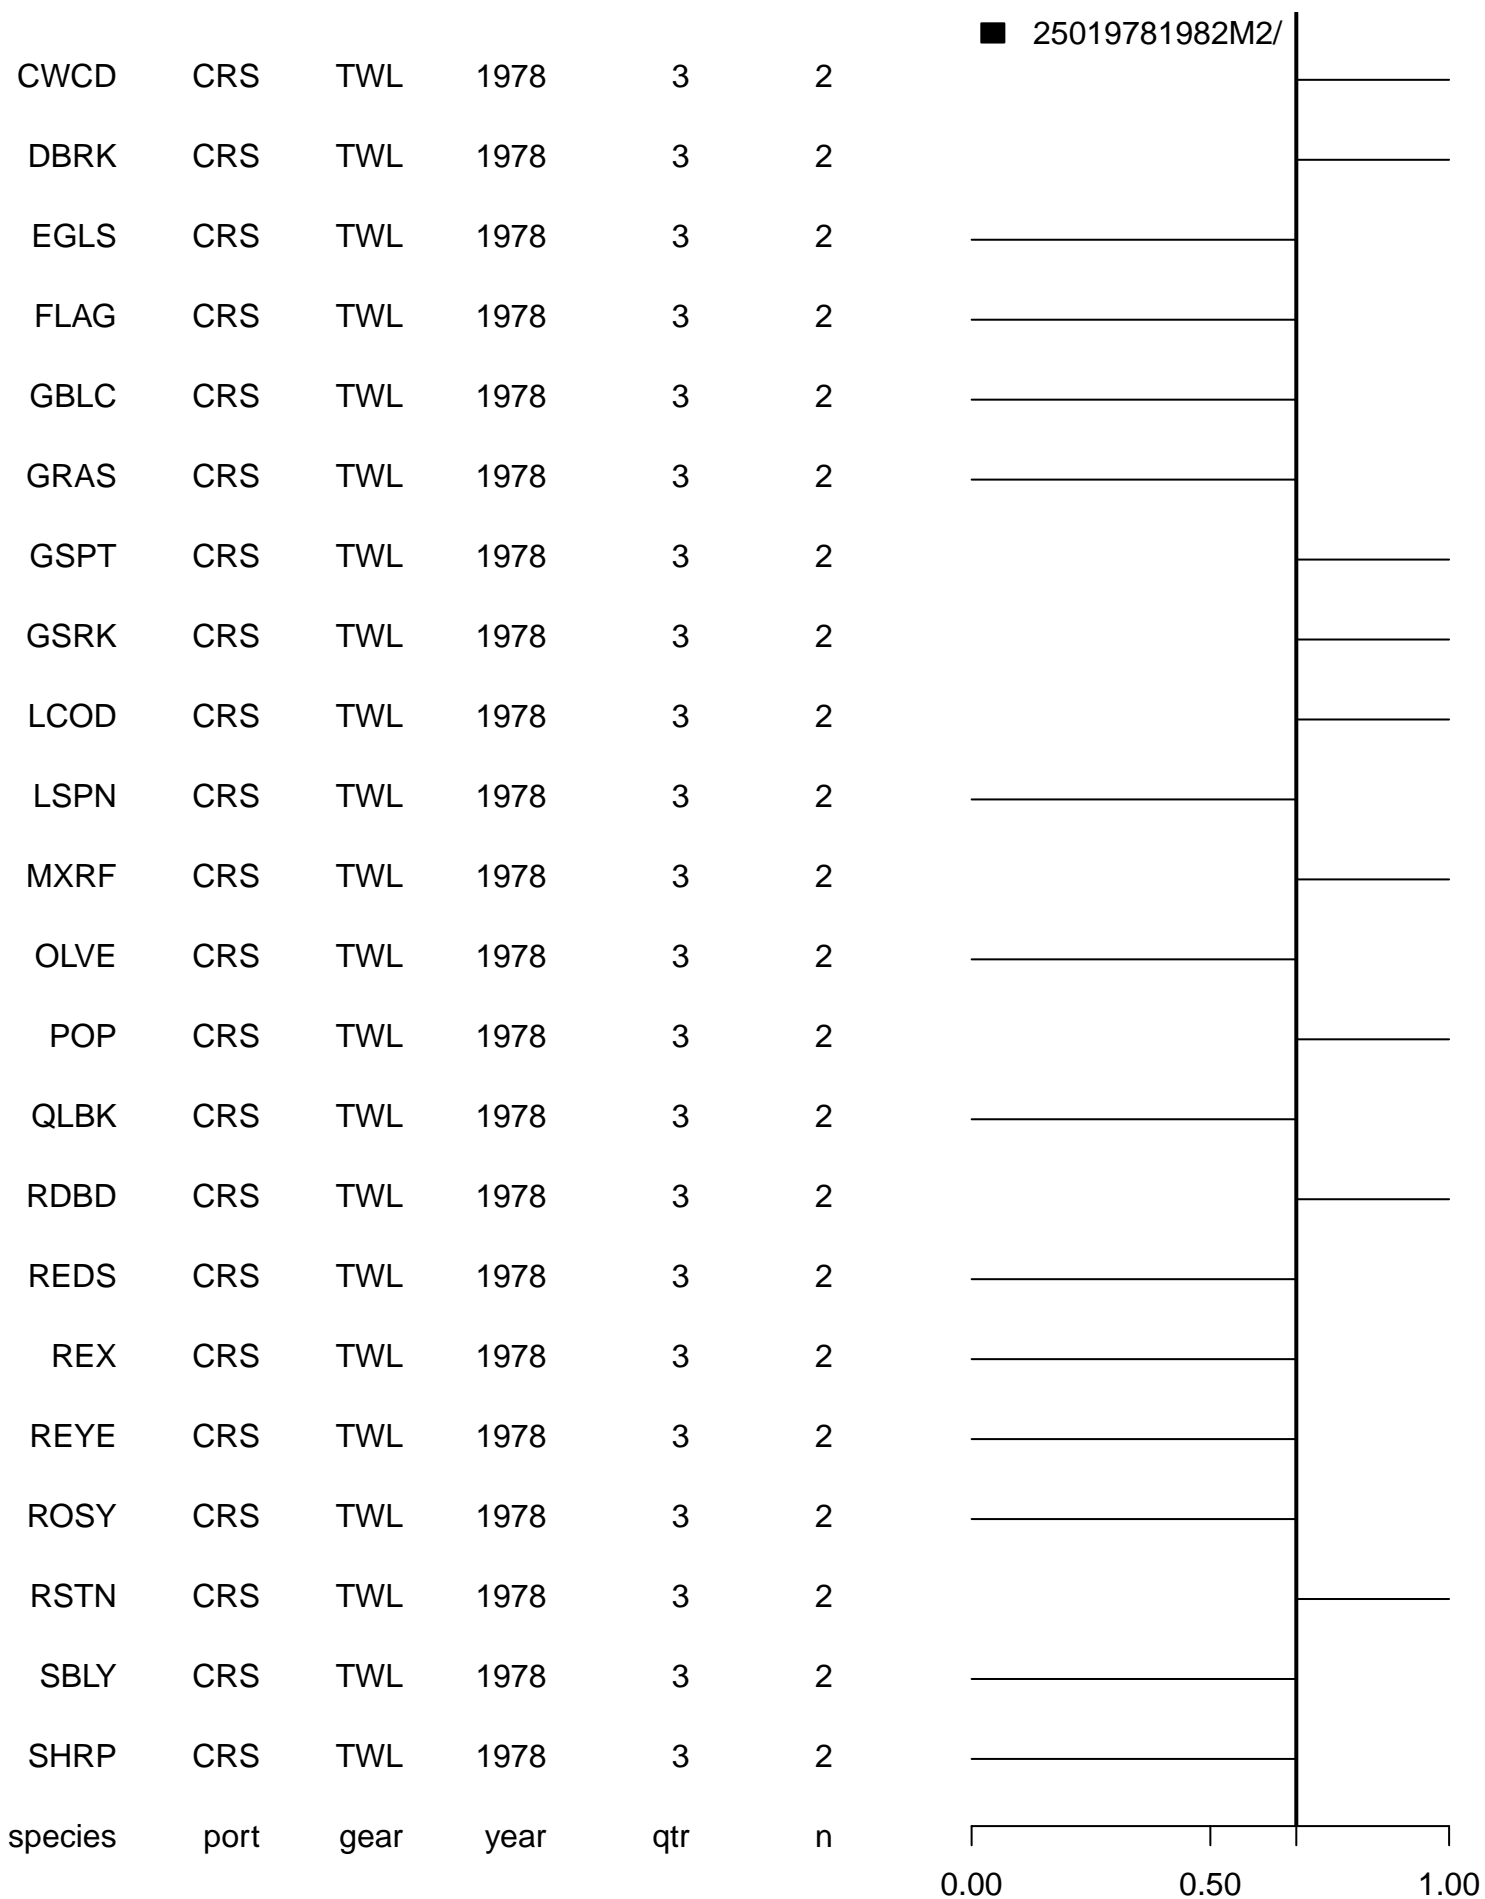 25019781982M2/
CWCD CRS TWL 1978 3 2
DBRK CRS TWL 1978 3 2
EGLS CRS TWL 1978 3 2
FLAG CRS TWL 1978 3 2
GBLC CRS TWL 1978 3 2
GRAS CRS TWL 1978 3 2
GSPT CRS TWL 1978 3 2
GSRK CRS TWL 1978 3 2
LCOD CRS TWL 1978 3 2
LSPN CRS TWL 1978 3 2
MXRF CRS TWL 1978 3 2
OLVE CRS TWL 1978 3 2
POP CRS TWL 1978 3 2
QLBK CRS TWL 1978 3 2
RDBD CRS TWL 1978 3 2
REDS CRS TWL 1978 3 2
REX CRS TWL 1978 3 2
REYE CRS TWL 1978 3 2
ROSY CRS TWL 1978 3 2
RSTN CRS TWL 1978 3 2
SBLY CRS TWL 1978 3 2
SHRP CRS TWL 1978 3 2
species port gear year qtr n
0.00 0.50 1.00